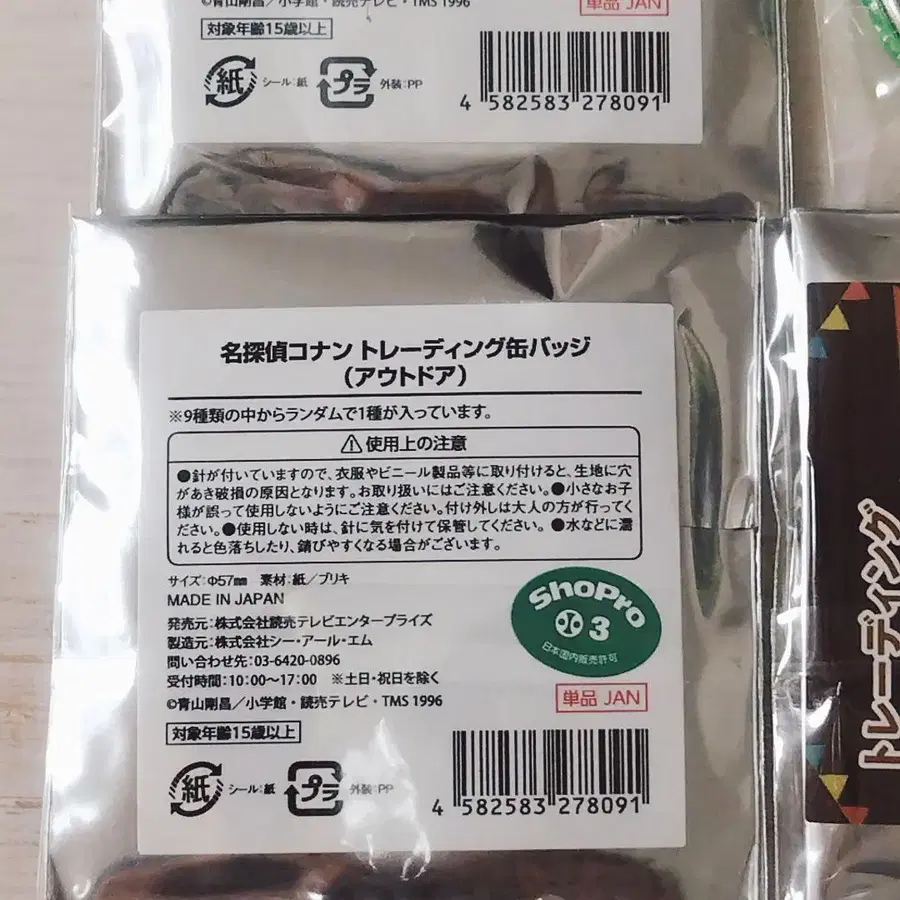 ©青山剛昌／小学館・読売テレビ・TMS 1996
単品 JAN
対象年齢15歳以上
紙
シール:紙
プラ
外装:PP
4 582583 278091
名探偵コナン トレーディング缶バッジ
（アウトドア）
※9種類の中からランダムで1種が入っています。
⚠使用上の注意
●針が付いていますので、衣服やビニール製品等に取り付けると、生地に穴
があき破損の原因となります。お取り扱いにはご注意ください。●小さなお子
様が誤って使用しないようにご注意ください。付け外しは大人の方が行ってく
ださい。●使用しない時は、針に気を付けて保管してください。 ●水などに濡
れると色落ちしたり、錆びやすくなる場合がございます。
サイズ:Φ57㎜ 素材:紙／ブリキ
MADE IN JAPAN
発売元:株式会社読売テレビエンタープライズ
製造元:株式会社シー・アール・エム
問い合わせ先:03-6420-0896
受付時間:10:00～17:00 ※土日・祝日を除く
©青山剛昌／小学館・読売テレビ・TMS 1996
ShoPro
小 3
日本国内販売許可
単品 JAN
対象年齢15歳以上
紙
シール:紙
プラ
外装:PP
4 582583 278091
トレーディング